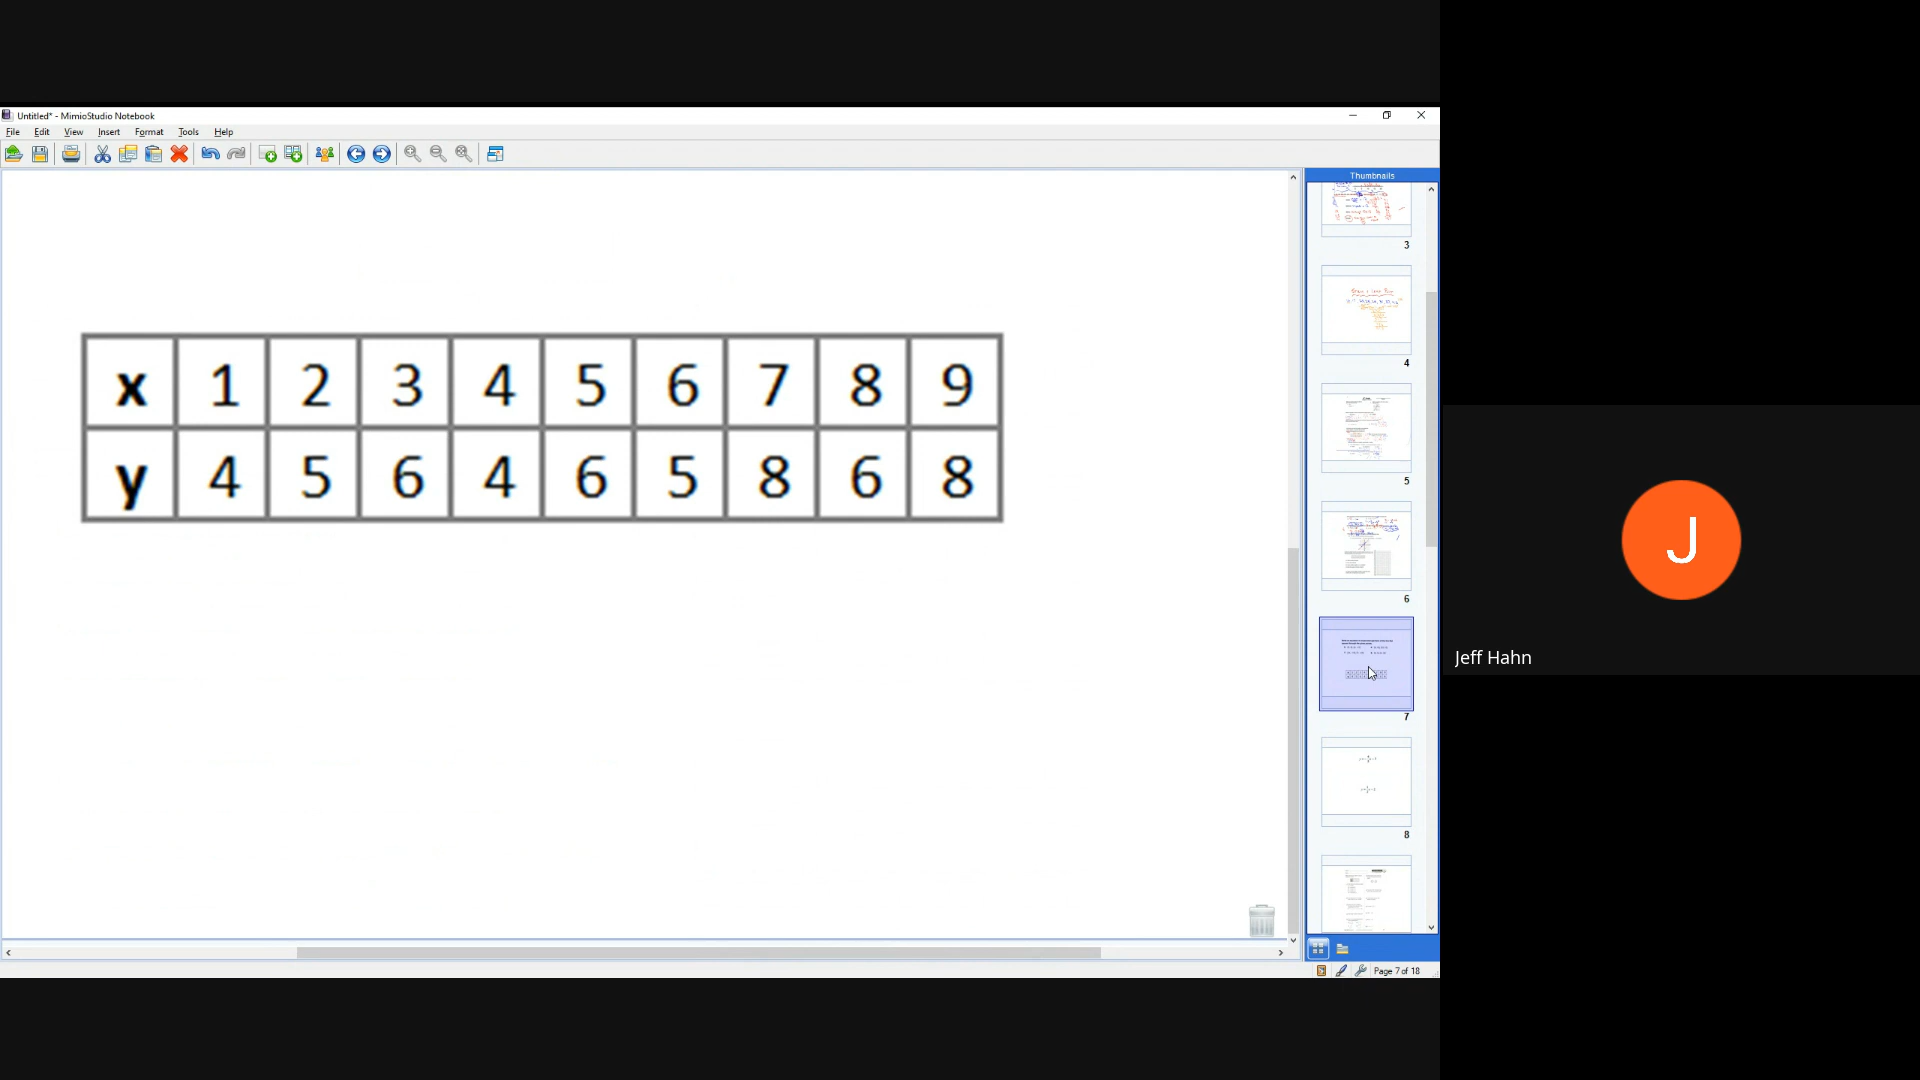 Untitled* - MimioStudio Notebook
File Edit View Insert Format Tools Help
Thumbnails
x 1 2 3 4 5 6 7 8 9
y 4 5 6 4 6 5 8 6 8
3
4
5
6
7
8
J
Jeff Hahn
Page 7 of 18